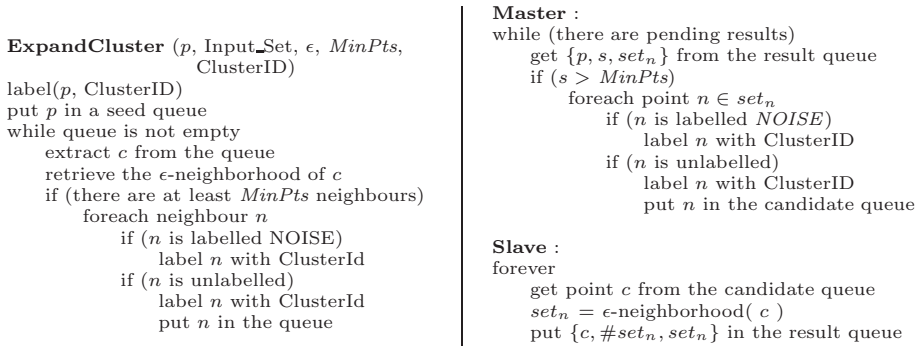 ExpandCluster (p, Input_Set, ϵ, MinPts,
ClusterID)
label(p, ClusterID)
put p in a seed queue
while queue is not empty
extract c from the queue
retrieve the ϵ-neighborhood of c
if (there are at least MinPts neighbours)
foreach neighbour n
if (n is labelled NOISE)
label n with ClusterId
if (n is unlabelled)
label n with ClusterId
put n in the queue
Master :
while (there are pending results)
get {p, s, setₙ} from the result queue
if (s > MinPts)
foreach point n ∈ setₙ
if (n is labelled NOISE)
label n with ClusterID
if (n is unlabelled)
label n with ClusterID
put n in the candidate queue
Slave :
forever
get point c from the candidate queue
setₙ = ϵ-neighborhood( c )
put {c, #setₙ, setₙ} in the result queue